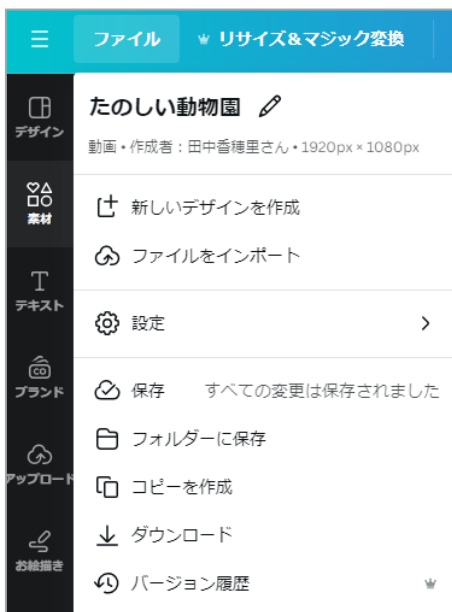 ファイル
リサイズ&マジック変換
デザイン
素材
テキスト
ブランド
アップロード
お絵描き
たのしい動物園
動画・作成者：田中香穂里さん・1920px × 1080px
新しいデザインを作成
ファイルをインポート
設定
保存 すべての変更は保存されました
フォルダーに保存
コピーを作成
ダウンロード
バージョン履歴